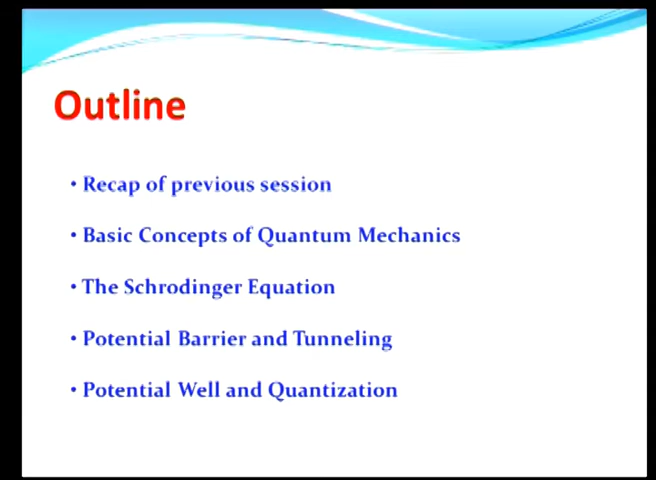 Outline
• Recap of previous session
• Basic Concepts of Quantum Mechanics
• The Schrodinger Equation
• Potential Barrier and Tunneling
• Potential Well and Quantization